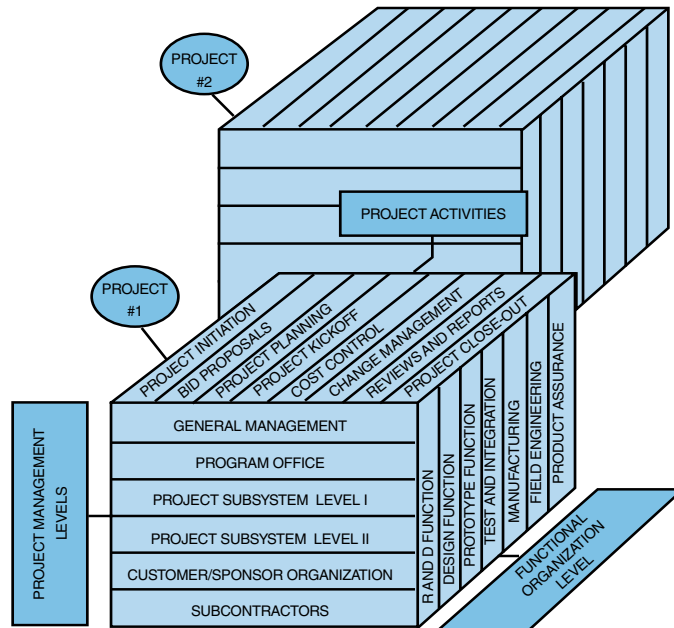 PROJECT
#2
PROJECT ACTIVITIES
PROJECT
#1
PROJECT INITIATION
BID PROPOSALS
PROJECT PLANNING
PROJECT KICKOFF
COST CONTROL
CHANGE MANAGEMENT
REVIEWS AND REPORTS
PROJECT CLOSE-OUT
PROJECT MANAGEMENT
LEVELS
GENERAL MANAGEMENT
PROGRAM OFFICE
PROJECT SUBSYSTEM LEVEL I
PROJECT SUBSYSTEM LEVEL II
CUSTOMER/SPONSOR ORGANIZATION
SUBCONTRACTORS
R AND D FUNCTION
DESIGN FUNCTION
PROTOTYPE FUNCTION
TEST AND INTEGRATION
MANUFACTURING
FIELD ENGINEERING
PRODUCT ASSURANCE
FUNCTIONAL
ORGANIZATION
LEVEL